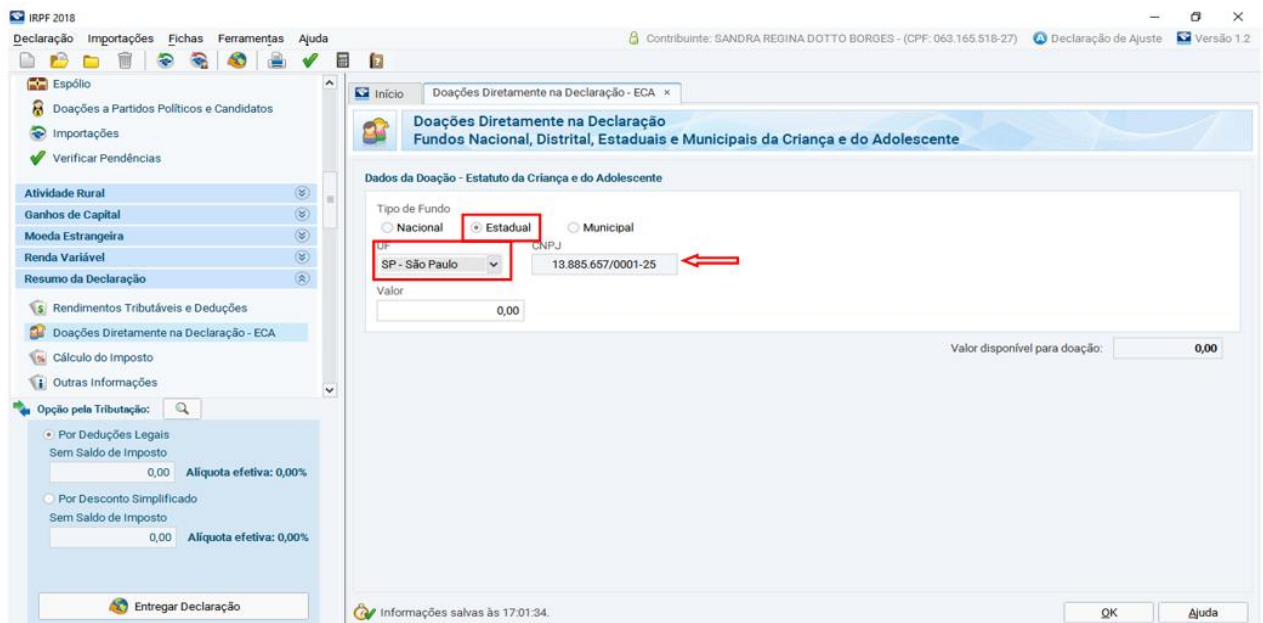 IRPF 2018
Declaração Importações Fichas Ferramentas Ajuda
Contribuinte: SANDRA REGINA DOTTO BORGES - (CPF: 063.165.518-27) Declaração de Ajuste Versão 1.2
Espólio
Doações a Partidos Políticos e Candidatos
Importações
Verificar Pendências
Atividade Rural
Ganhos de Capital
Moeda Estrangeira
Renda Variável
Resumo da Declaração
Rendimentos Tributáveis e Deduções
Doações Diretamente na Declaração - ECA
Cálculo do Imposto
Outras Informações
Opção pela Tributação:
Por Deduções Legais
Sem Saldo de Imposto
0,00 Alíquota efetiva: 0,00%
Por Desconto Simplificado
Sem Saldo de Imposto
0,00 Alíquota efetiva: 0,00%
Entregar Declaração
Início Doações Diretamente na Declaração - ECA ×
Doações Diretamente na Declaração
Fundos Nacional, Distrital, Estaduais e Municipais da Criança e do Adolescente
Dados da Doação - Estatuto da Criança e do Adolescente
Tipo de Fundo
Nacional Estadual Municipal
UF CNPJ
SP - São Paulo 13.885.657/0001-25
Valor
0,00
Valor disponível para doação: 0,00
Informações salvas às 17:01:34.
OK Ajuda